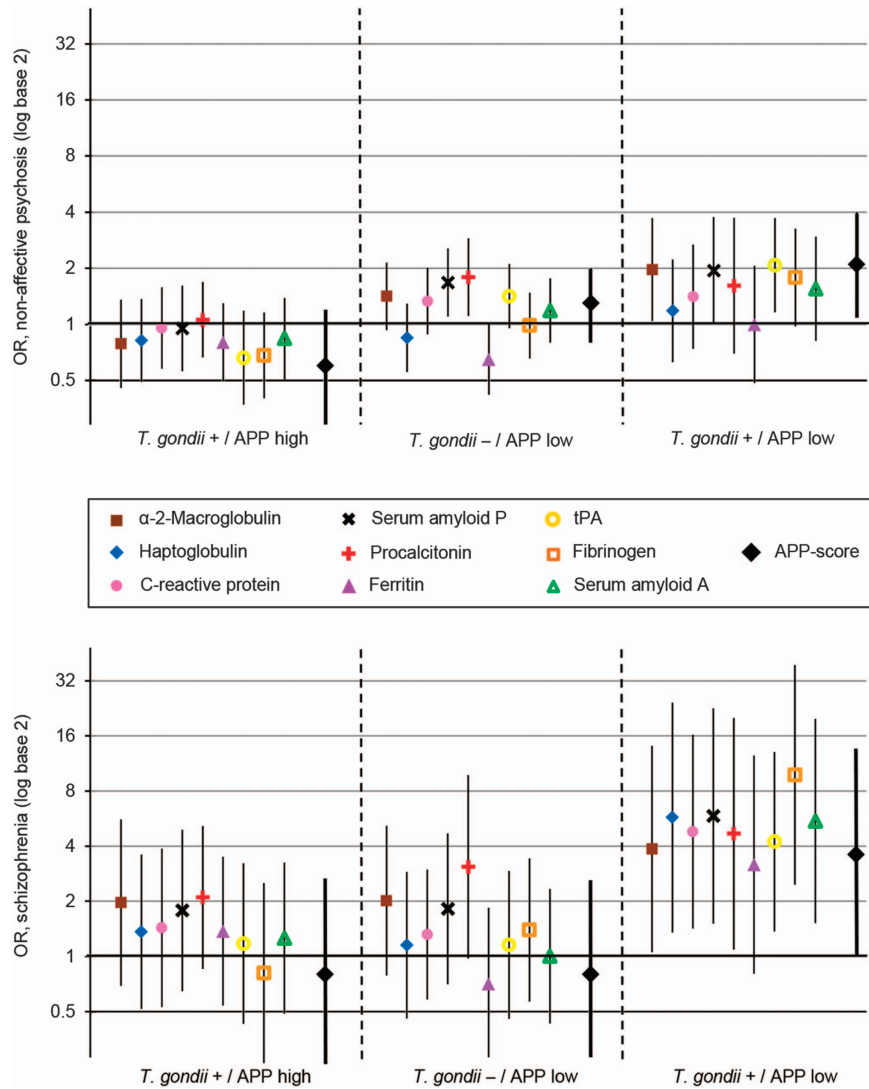 OR, non-affective psychosis (log base 2)
32
16
8
4
2
1
0.5
T. gondii + / APP high
T. gondii – / APP low
T. gondii + / APP low
α-2-Macroglobulin
Serum amyloid P
tPA
Haptoglobulin
Procalcitonin
Fibrinogen
APP-score
C-reactive protein
Ferritin
Serum amyloid A
OR, schizophrenia (log base 2)
32
16
8
4
2
1
0.5
T. gondii + / APP high
T. gondii – / APP low
T. gondii + / APP low